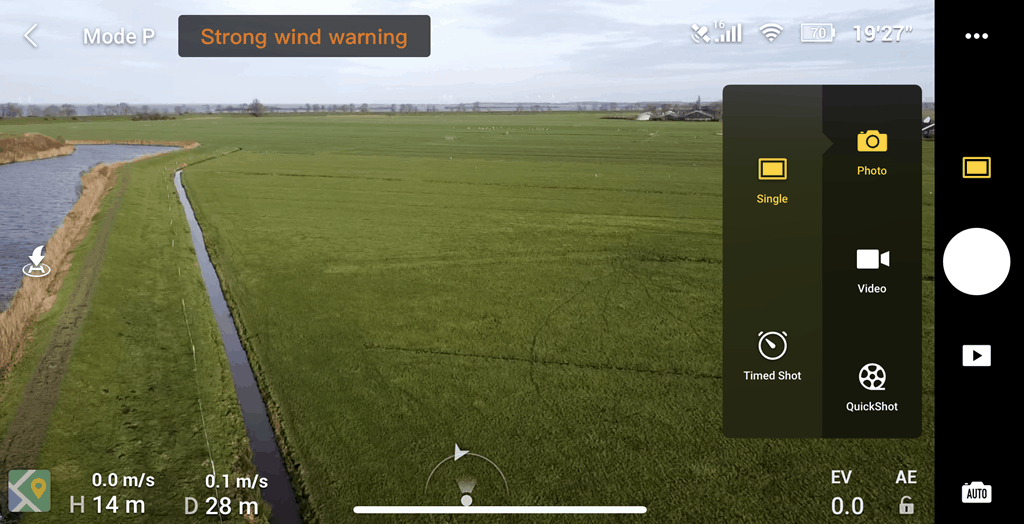 Mode P
Strong wind warning
16
70
19'27"
Single
Photo
Video
Timed Shot
QuickShot
0.0 m/s
0.1 m/s
H 14 m
D 28 m
EV
AE
0.0
AUTO